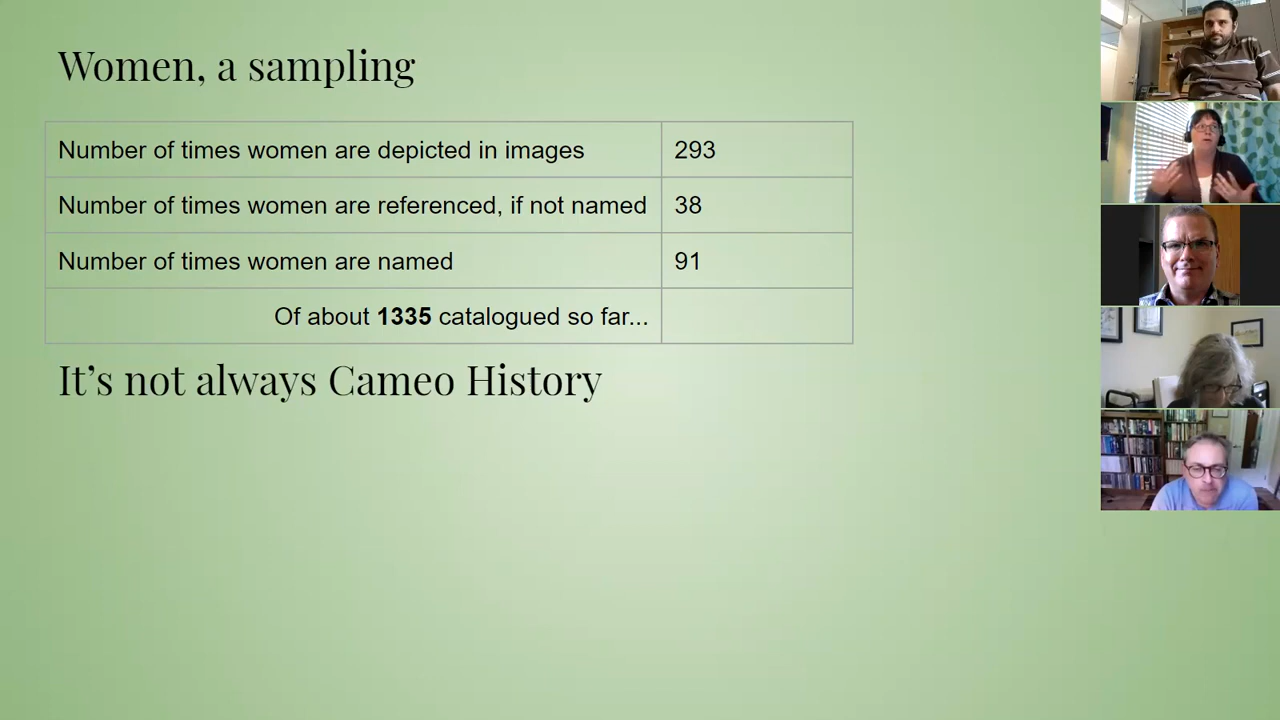 Women, a sampling
Number of times women are depicted in images 293
Number of times women are referenced, if not named 38
Number of times women are named 91
Of about 1335 catalogued so far...
It’s not always Cameo History